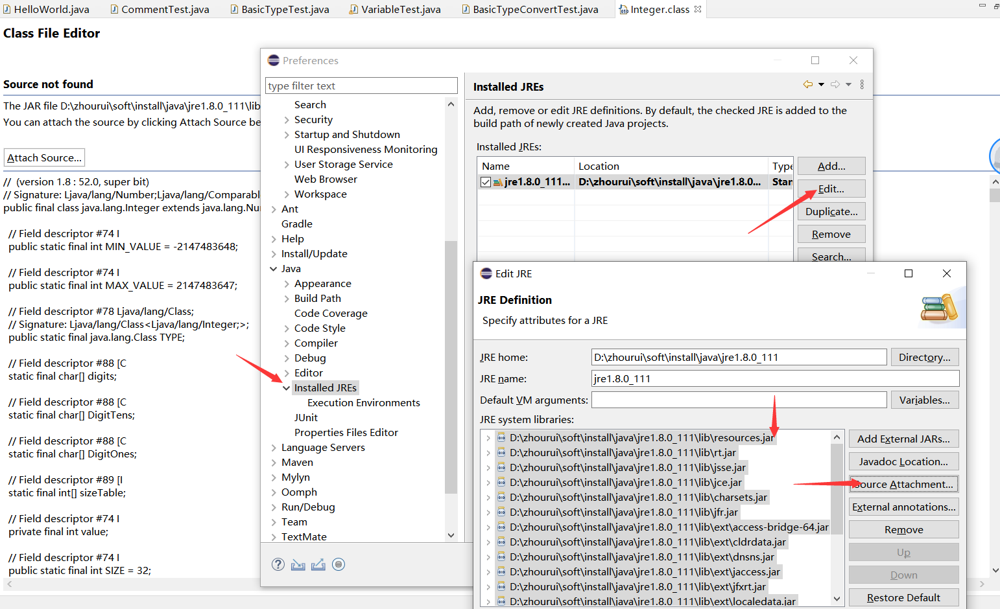 HelloWorld.java
CommentTest.java
BasicTypeTest.java
VariableTest.java
BasicTypeConvertTest.java
Integer.class
Class File Editor
Source not found
The JAR file D:\zhourui\soft\install\java\jre1.8.0_111\lib
You can attach the source by clicking Attach Source be
Attach Source...
//  (version 1.8 : 52.0, super bit)
// Signature: Ljava/lang/Number;Ljava/lang/Comparabl
public final class java.lang.Integer extends java.lang.Nu
// Field descriptor #74 I
public static final int MIN_VALUE = -2147483648;
// Field descriptor #74 I
public static final int MAX_VALUE = 2147483647;
// Field descriptor #78 Ljava/lang/Class;
// Signature: Ljava/lang/Class<Ljava/lang/Integer;>;
public static final java.lang.Class TYPE;
// Field descriptor #88 [C
static final char[] digits;
// Field descriptor #88 [C
static final char[] DigitTens;
// Field descriptor #88 [C
static final char[] DigitOnes;
// Field descriptor #89 [I
static final int[] sizeTable;
// Field descriptor #74 I
private final int value;
// Field descriptor #74 I
public static final int SIZE = 32;
Preferences
type filter text
Search
Security
Startup and Shutdown
UI Responsiveness Monitoring
User Storage Service
Web Browser
Workspace
Ant
Gradle
Help
Install/Update
Java
Appearance
Build Path
Code Coverage
Code Style
Compiler
Debug
Editor
Installed JREs
Execution Environments
JUnit
Properties Files Editor
Language Servers
Maven
Mylyn
Oomph
Run/Debug
Team
TextMate
Installed JREs
Add, remove or edit JRE definitions. By default, the checked JRE is added to the
build path of newly created Java projects.
Installed JREs:
Name Location Type
jre1.8.0_111... D:\zhourui\soft\install\java\jre1.8.0... Stan
Add...
Edit...
Duplicate...
Remove
Search...
Edit JRE
JRE Definition
Specify attributes for a JRE
JRE home: D:\zhourui\soft\install\java\jre1.8.0_111 Directory...
JRE name: jre1.8.0_111
Default VM arguments: Variables...
JRE system libraries:
D:\zhourui\soft\install\java\jre1.8.0_111\lib\resources.jar
D:\zhourui\soft\install\java\jre1.8.0_111\lib\rt.jar
D:\zhourui\soft\install\java\jre1.8.0_111\lib\jsse.jar
D:\zhourui\soft\install\java\jre1.8.0_111\lib\jce.jar
D:\zhourui\soft\install\java\jre1.8.0_111\lib\charsets.jar
D:\zhourui\soft\install\java\jre1.8.0_111\lib\jfr.jar
D:\zhourui\soft\install\java\jre1.8.0_111\lib\ext\access-bridge-64.jar
D:\zhourui\soft\install\java\jre1.8.0_111\lib\ext\cldrdata.jar
D:\zhourui\soft\install\java\jre1.8.0_111\lib\ext\dnsns.jar
D:\zhourui\soft\install\java\jre1.8.0_111\lib\ext\jaccess.jar
D:\zhourui\soft\install\java\jre1.8.0_111\lib\ext\jfxrt.jar
D:\zhourui\soft\install\java\jre1.8.0_111\lib\ext\localedata.jar
Add External JARs...
Javadoc Location...
Source Attachment...
External annotations...
Remove
Up
Down
Restore Default